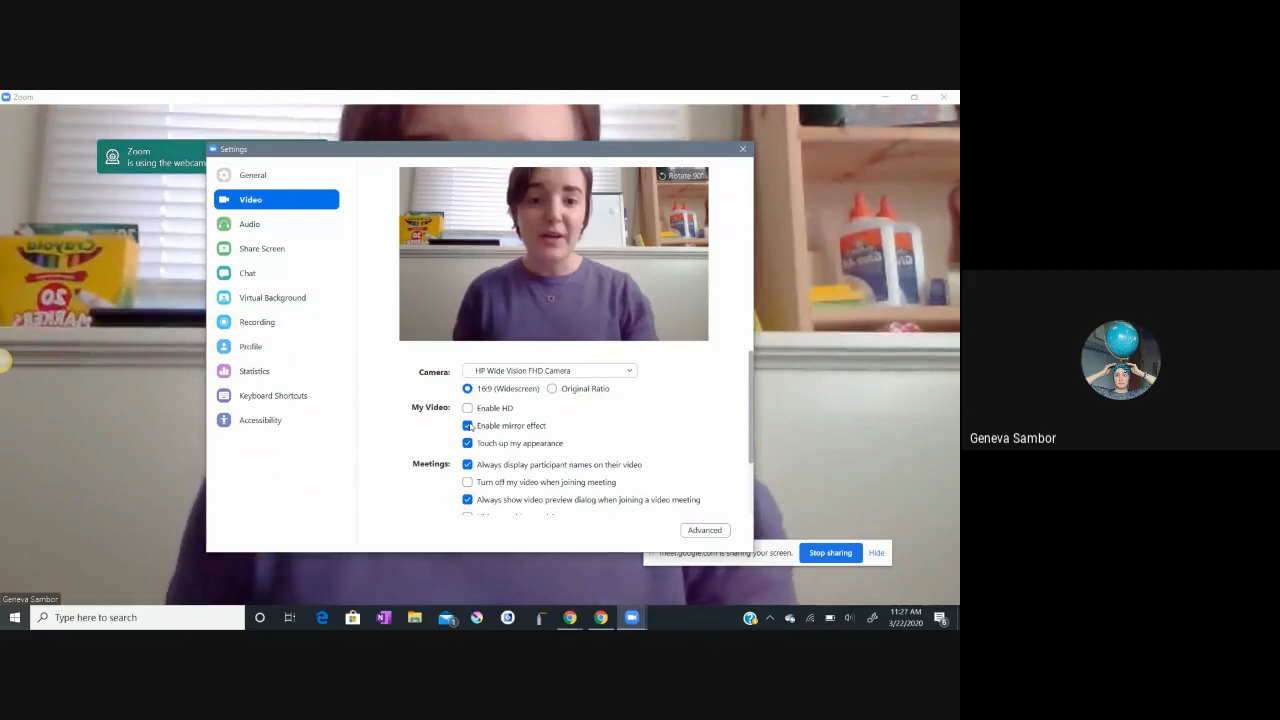 Zoom
Zoom
is using the webcam
Settings
General
Video
Audio
Share Screen
Chat
Virtual Background
Recording
Profile
Statistics
Keyboard Shortcuts
Accessibility
Rotate 90°
Camera:
HP Wide Vision FHD Camera
16:9 (Widescreen)
Original Ratio
My Video:
Enable HD
Enable mirror effect
Touch up my appearance
Meetings:
Always display participant names on their video
Turn off my video when joining meeting
Always show video preview dialog when joining a video meeting
Advanced
Crayola
20
MARKERS
meet.google.com is sharing your screen.
Stop sharing
Hide
Geneva Sambor
Type here to search
11:27 AM
3/22/2020
Geneva Sambor